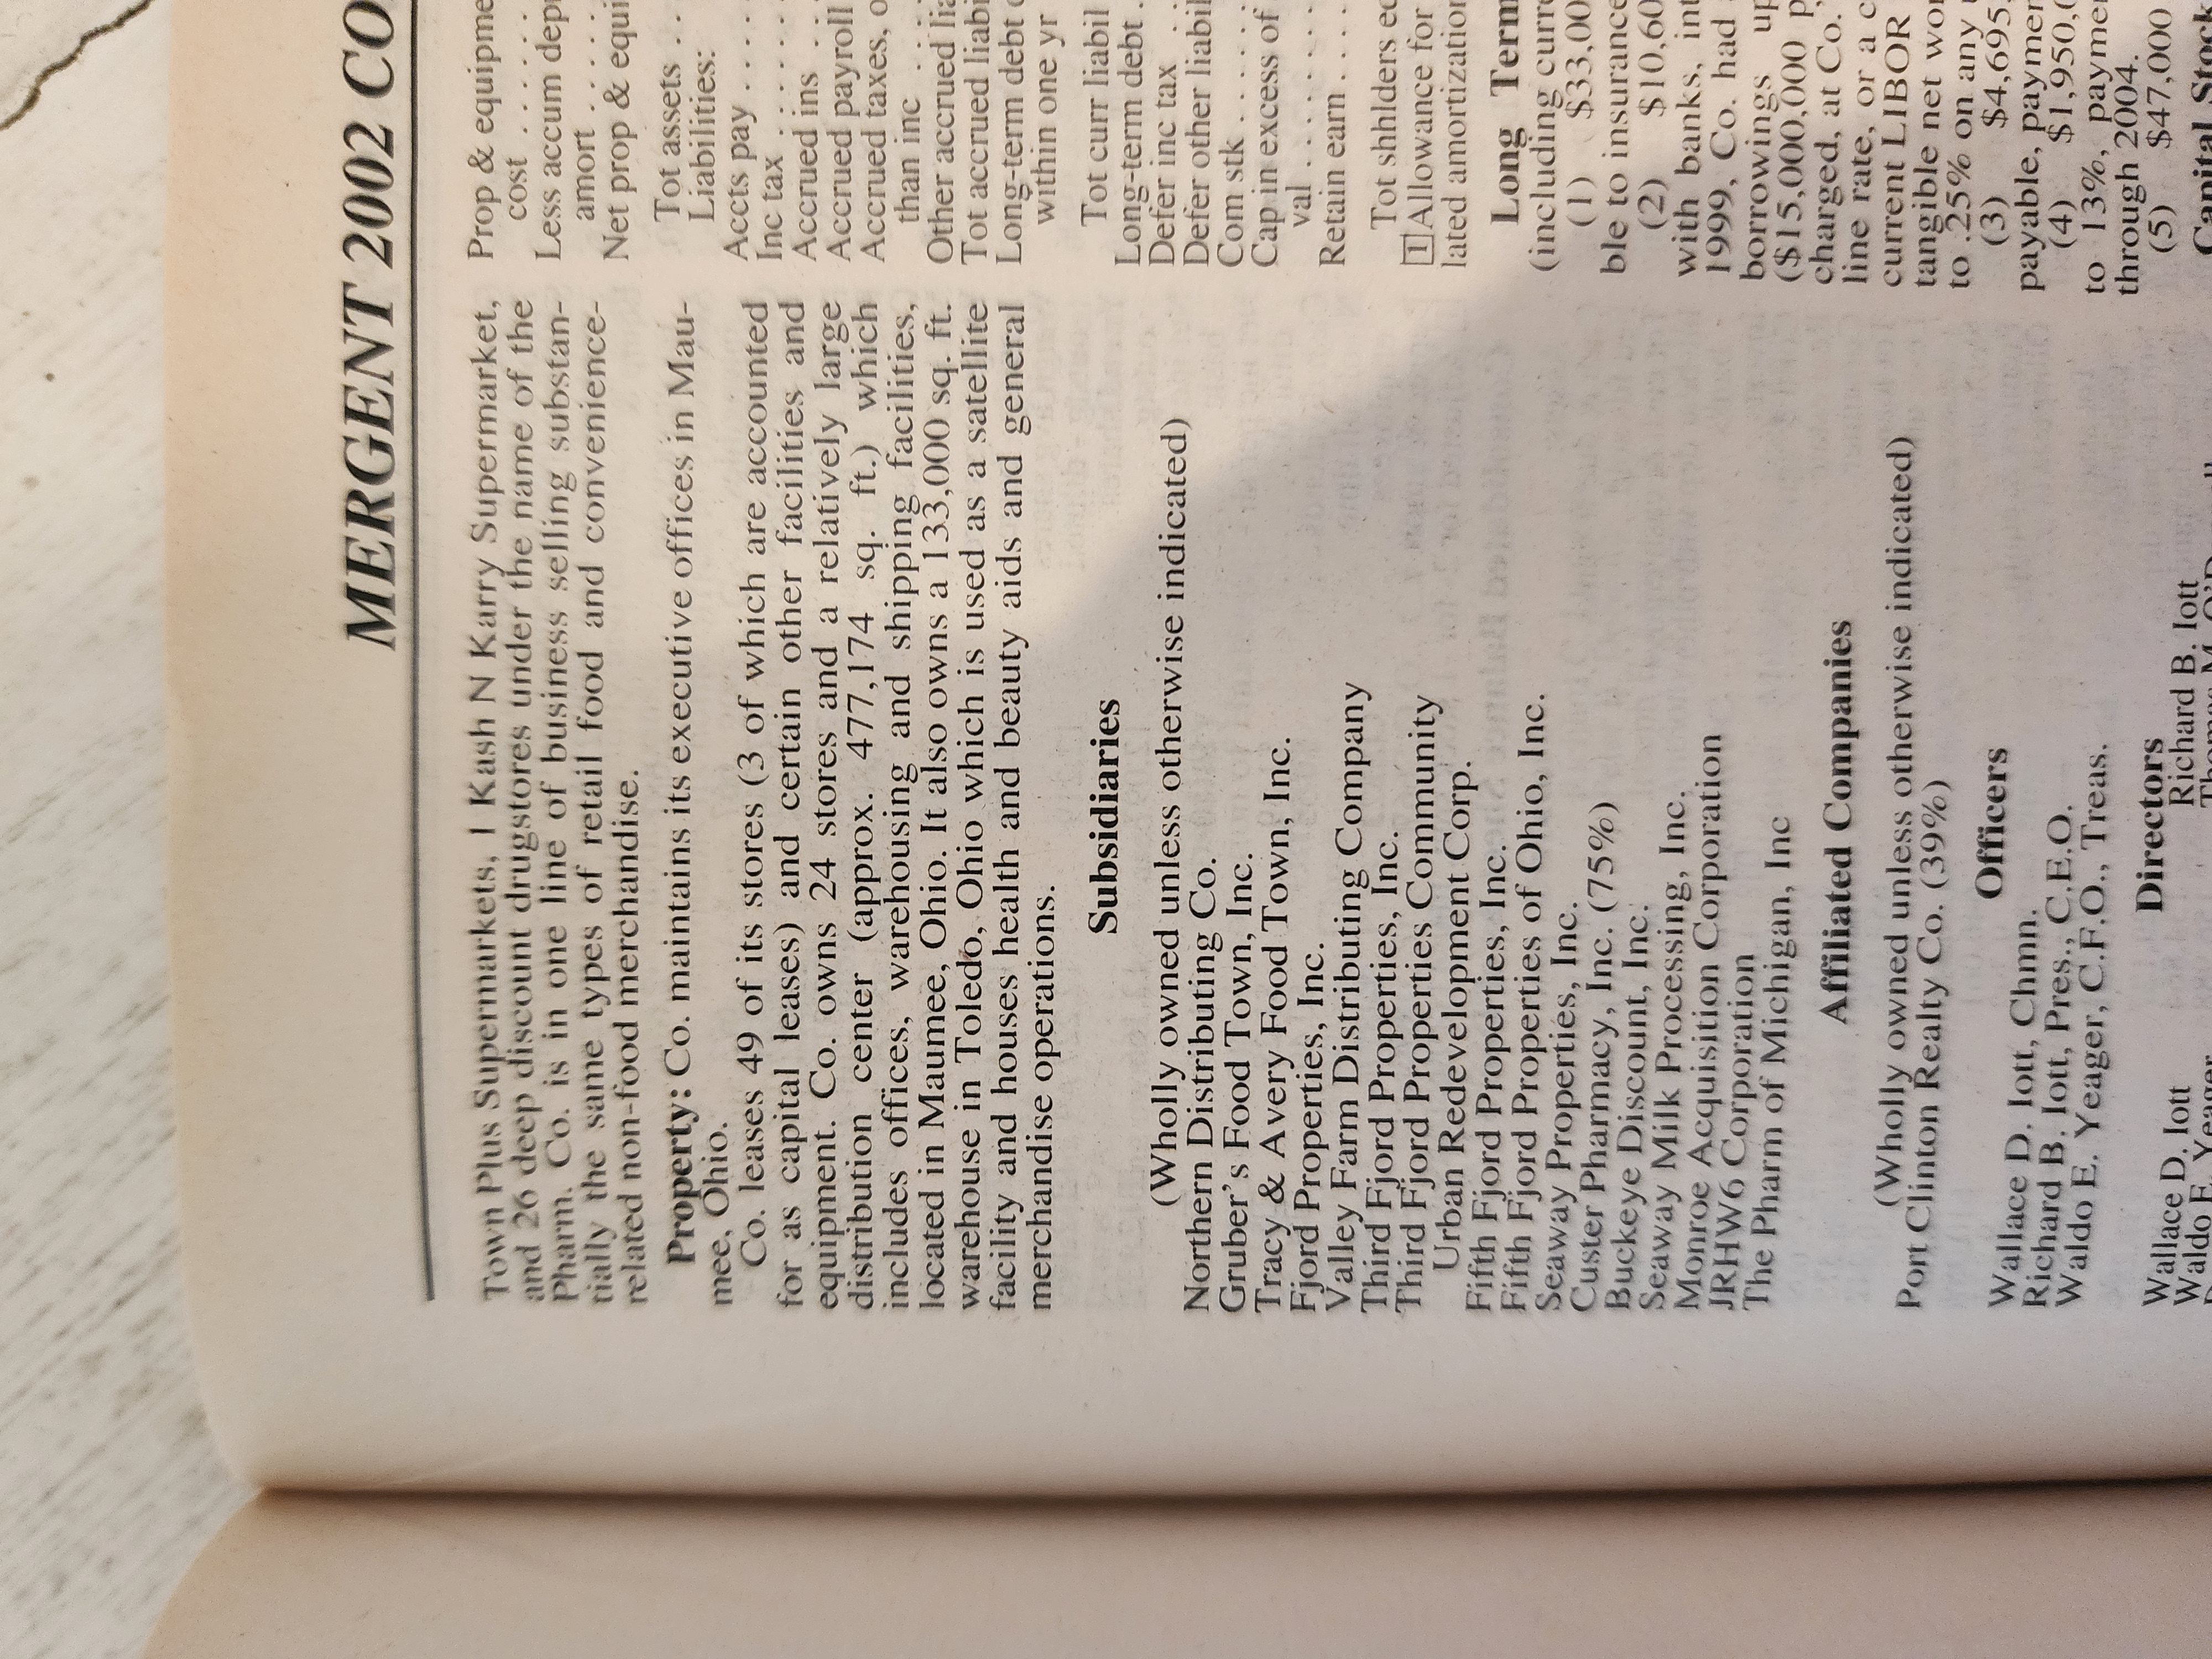 MERGENT 2002 CO
Town Plus Supermarkets, 1 Kash N Karry Supermarket,
and 26 deep discount drugstores under the name of the
Pharm. Co. is in one line of business selling substan-
tially the same types of retail food and convenience-
related non-food merchandise.
Property: Co. maintains its executive offices in Mau-
mee, Ohio.
Co. leases 49 of its stores (3 of which are accounted
for as capital leases) and certain other facilities and
equipment. Co. owns 24 stores and a relatively large
distribution center (approx. 477,174 sq. ft.) which
includes offices, warehousing and shipping facilities,
located in Maumee, Ohio. It also owns a 133,000 sq. ft.
warehouse in Toledo, Ohio which is used as a satellite
facility and houses health and beauty aids and general
merchandise operations.
Subsidiaries
(Wholly owned unless otherwise indicated)
Northern Distributing Co.
Gruber's Food Town, Inc.
Tracy & Avery Food Town, Inc.
Fjord Properties, Inc.
Valley Farm Distributing Company
Third Fjord Properties, Inc.
Third Fjord Properties Community
Urban Redevelopment Corp.
Fifth Fjord Properties, Inc.
Fifth Fjord Properties of Ohio, Inc.
Seaway Properties, Inc.
Custer Pharmacy, Inc. (75%)
Buckeye Discount, Inc.
Seaway Milk Processing, Inc.
Monroe Acquisition Corporation
JRHW6 Corporation
The Pharm of Michigan, Inc
Affiliated Companies
(Wholly owned unless otherwise indicated)
Port Clinton Realty Co. (39%)
Officers
Wallace D. Iott, Chmn.
Richard B. Iott, Pres., C.E.O.
Waldo E. Yeager, C.F.O., Treas.
Directors
Wallace D. Iott
Richard B. Iott
Waldo E. Yeager
Thomas M. O'D
Prop & equipme
cost . . . . .
Less accum dep
amort . . . .
Net prop & equi
Tot assets . . .
Liabilities:
Accts pay . . . .
Inc tax . . . . .
Accrued ins . . .
Accrued payroll
Accrued taxes, o
than inc . . .
Other accrued lia
Tot accrued liabi
Long-term debt
within one yr
Tot curr liabil
Long-term debt .
Defer inc tax . .
Defer other liabil
Com stk . . . . .
Cap in excess of
val . . . . . .
Retain earn . . . .
Tot shhlders e
1 Allowance for
lated amortization
Long Term
(including curre
(1) $33,00
ble to insurance
(2) $10,60
with banks, int
1999, Co. had
borrowings up
($15,000,000 p
charged, at Co.
line rate, or a c
current LIBOR
tangible net wor
to .25% on any
(3) $4,695,
payable, paymen
(4) $1,950,0
to 13%, paymen
through 2004.
(5) $47,000
Capital Stock